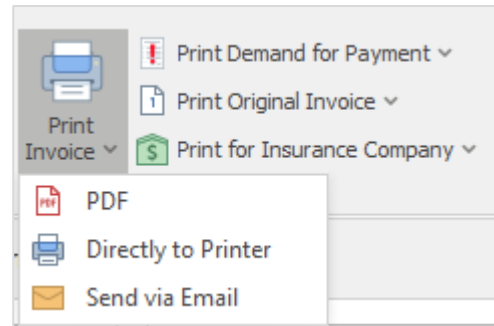 Print Demand for Payment
Print Original Invoice
Print for Insurance Company
Print
Invoice
PDF
Directly to Printer
Send via Email